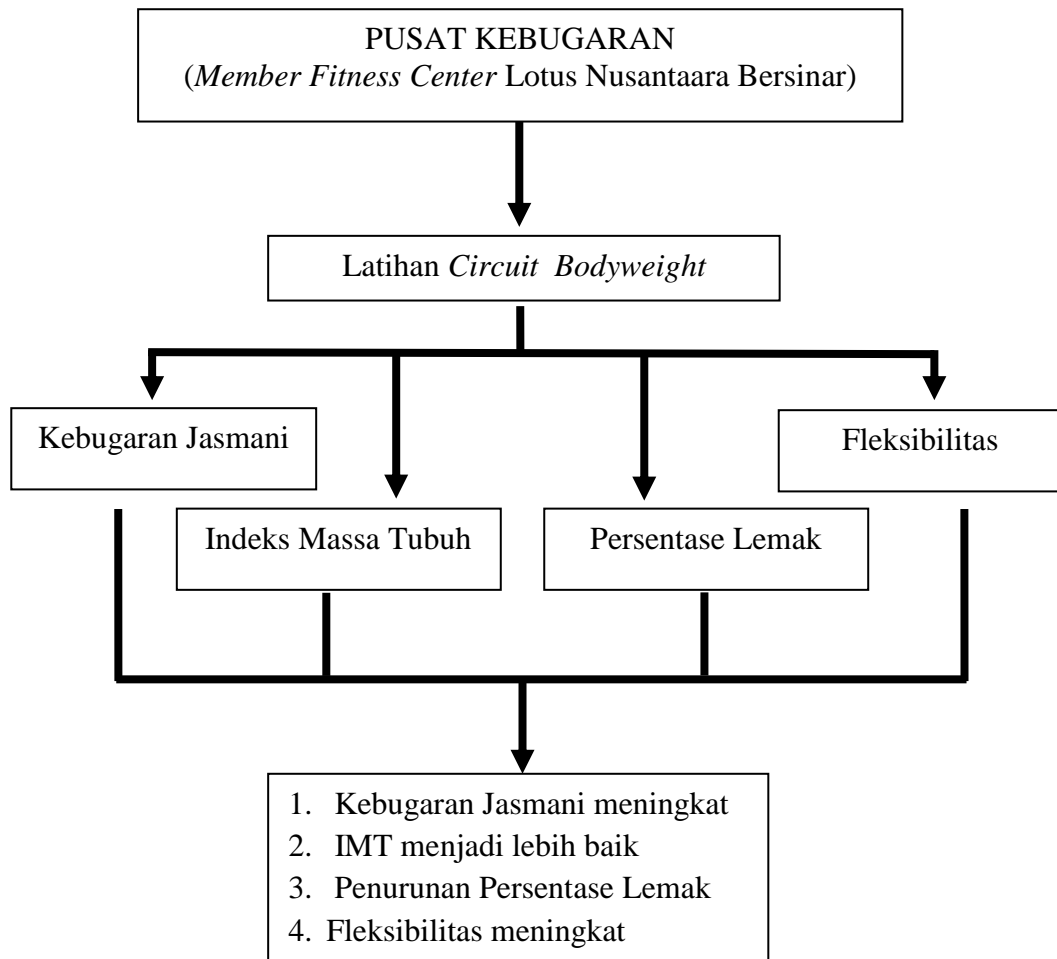 PUSAT KEBUGARAN
(Member Fitness Center Lotus Nusantaara Bersinar)
Latihan Circuit Bodyweight
Kebugaran Jasmani
Fleksibilitas
Indeks Massa Tubuh
Persentase Lemak
1. Kebugaran Jasmani meningkat
2. IMT menjadi lebih baik
3. Penurunan Persentase Lemak
4. Fleksibilitas meningkat